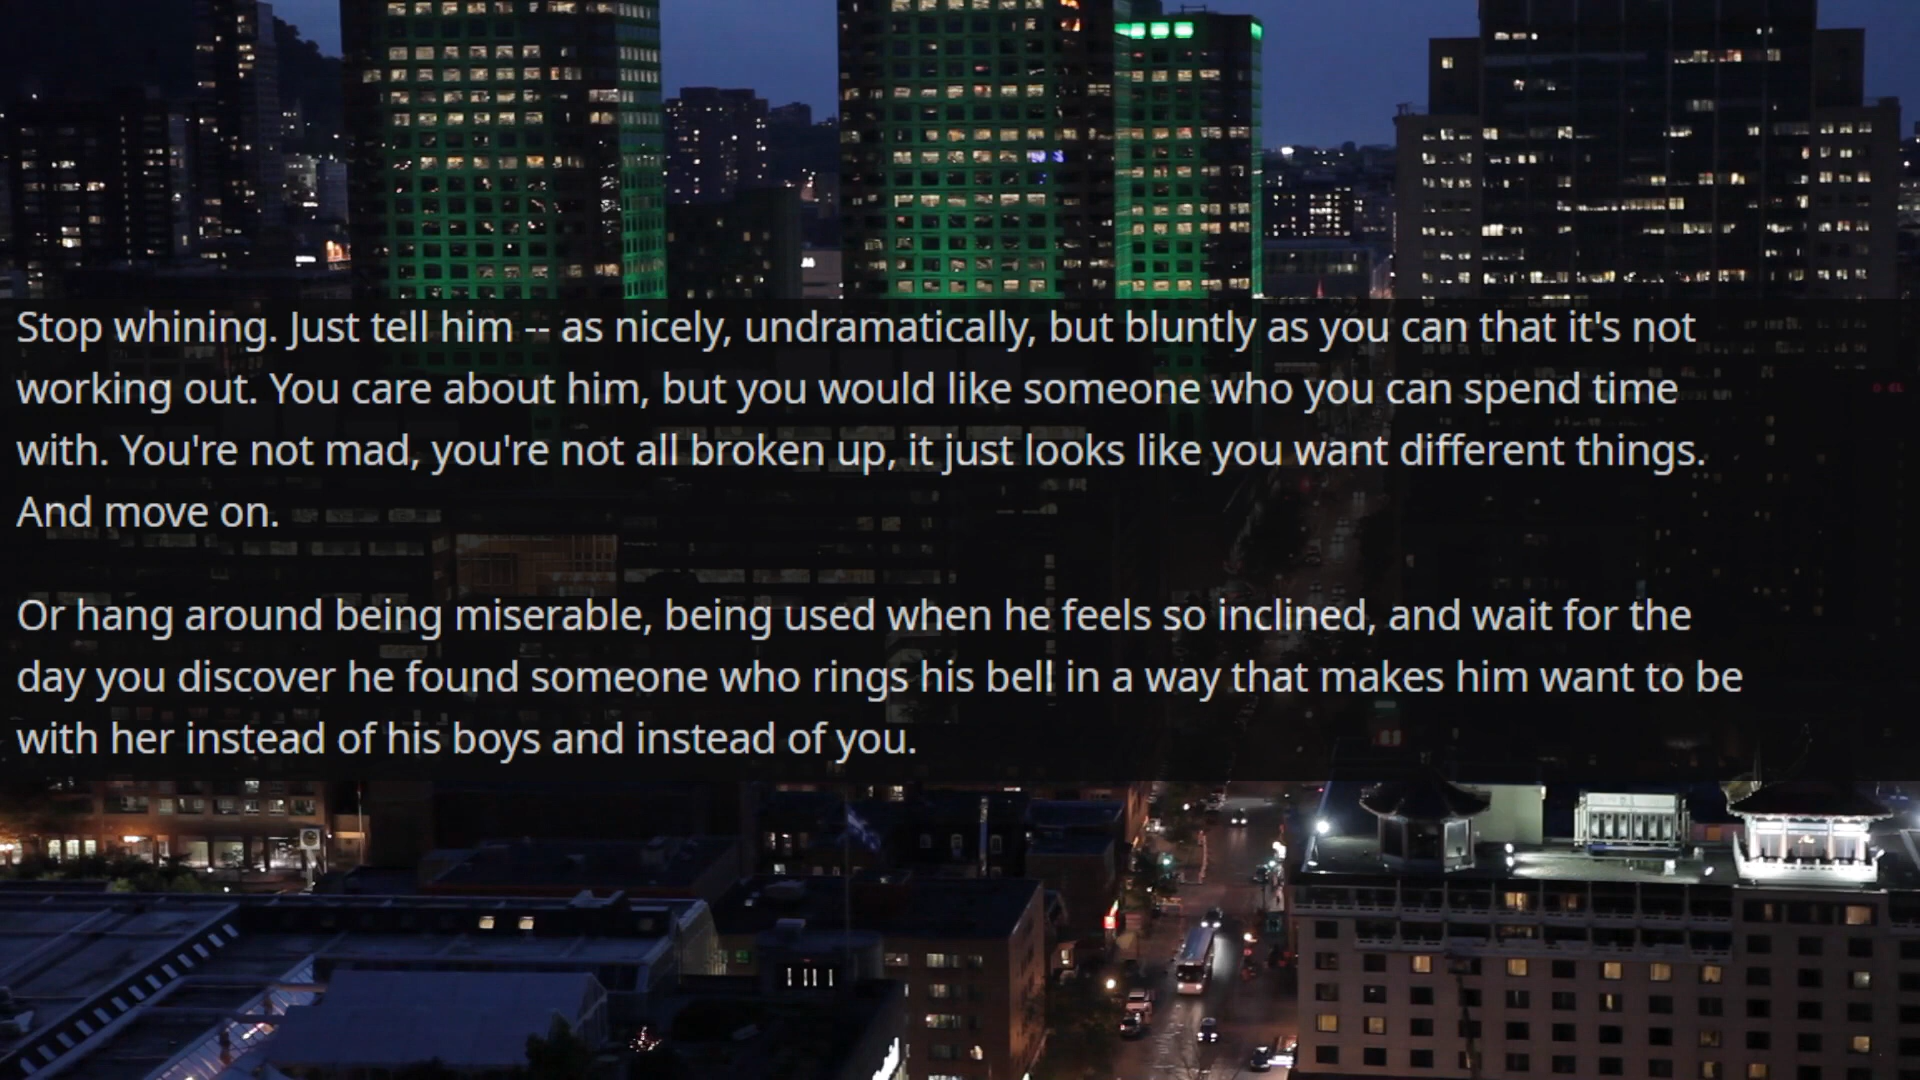 Stop whining. Just tell him -- as nicely, undramatically, but bluntly as you can that it's not
working out. You care about him, but you would like someone who you can spend time
with. You're not mad, you're not all broken up, it just looks like you want different things.
And move on.
Or hang around being miserable, being used when he feels so inclined, and wait for the
day you discover he found someone who rings his bell in a way that makes him want to be
with her instead of his boys and instead of you.